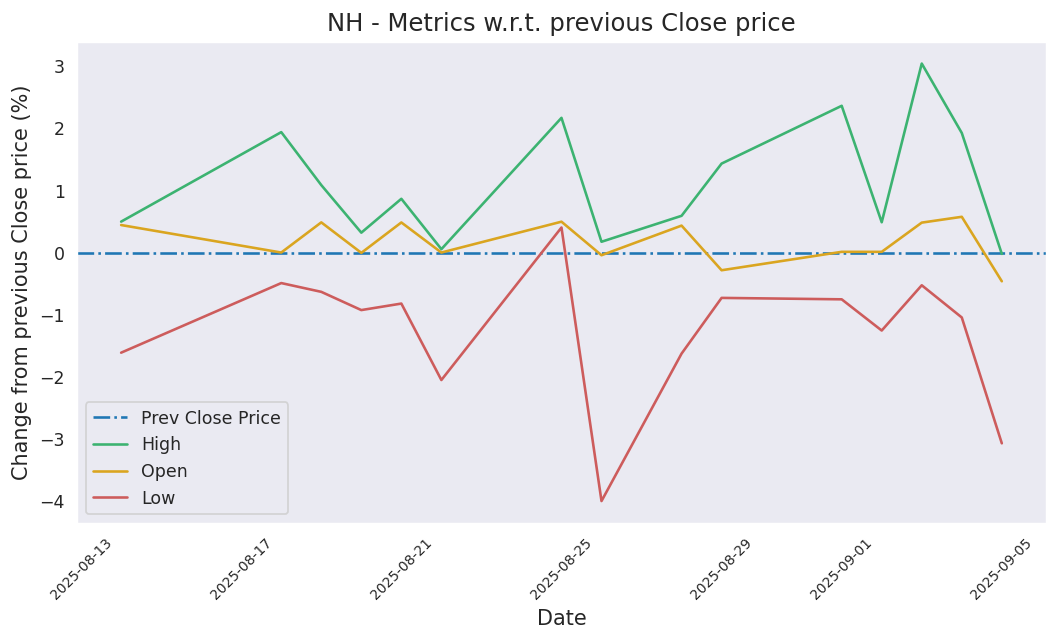 NH - Metrics w.r.t. previous Close price
Change from previous Close price (%)
3
2
1
0
−1
−2
−3
−4
Prev Close Price
High
Open
Low
2025-08-13
2025-08-17
2025-08-21
2025-08-25
2025-08-29
2025-09-01
2025-09-05
Date